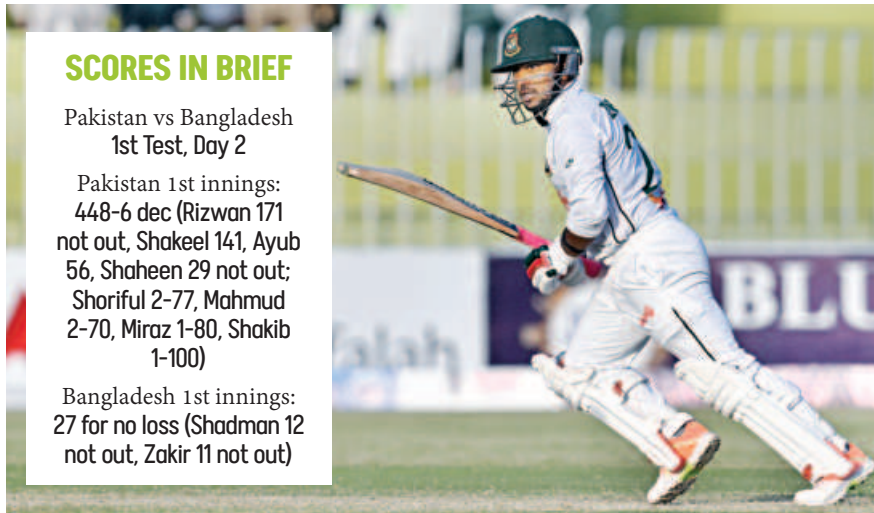 SCORES IN BRIEF
Pakistan vs Bangladesh
1st Test, Day 2
Pakistan 1st innings:
448-6 dec (Rizwan 171
not out, Shakeel 141, Ayub
56, Shaheen 29 not out;
Shoriful 2-77, Mahmud
2-70, Miraz 1-80, Shakib
1-100)
Bangladesh 1st innings:
27 for no loss (Shadman 12
not out, Zakir 11 not out)
BLU
alah